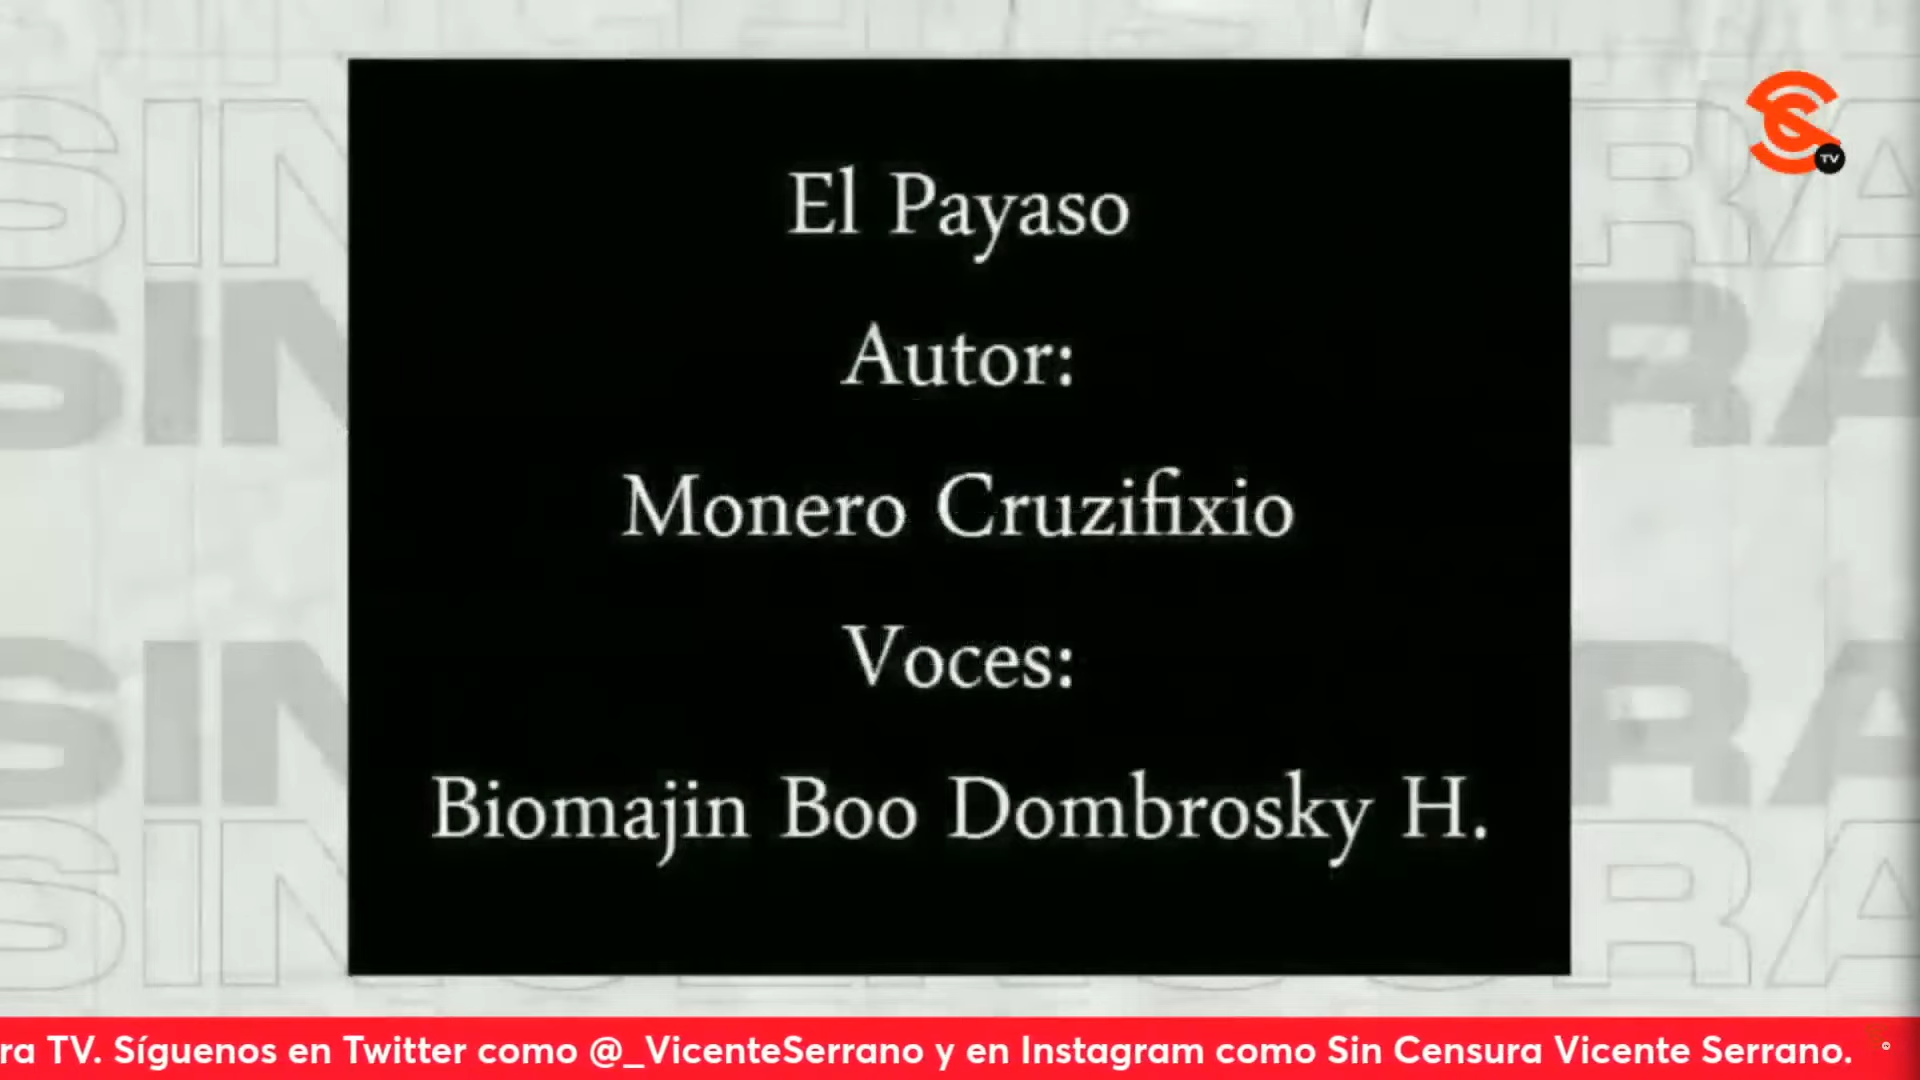 El Payaso
TV
Autor:
Monero Cruzifixio
Voces:
Biomajin Boo Dombrosky H.
ra TV. Síguenos en Twitter como @_VicenteSerrano y en Instagram como Sin Censura Vicente Serrano.